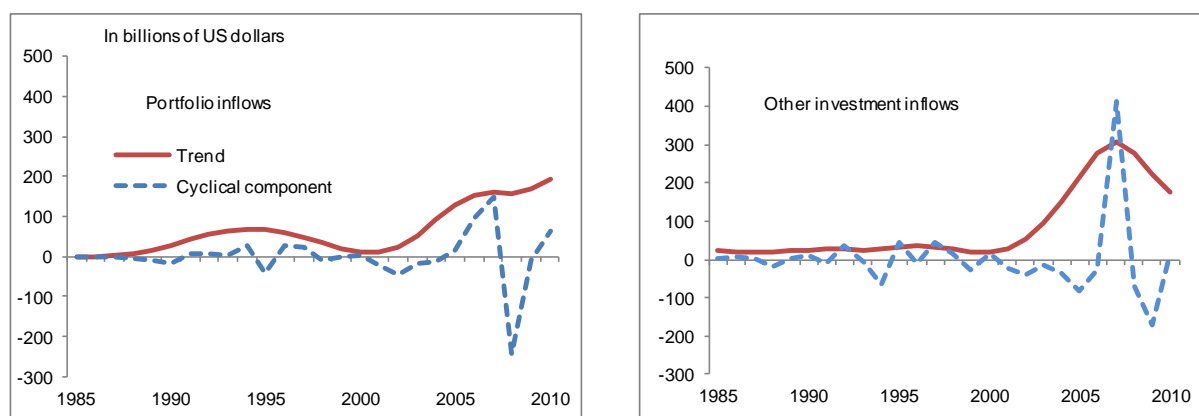 In billions of US dollars
500
400
300
200
100
0
-100
-200
-300
Portfolio inflows
Trend
Cyclical component
1985 1990 1995 2000 2005 2010
500
400
300
200
100
0
-100
-200
-300
Other investment inflows
1985 1990 1995 2000 2005 2010